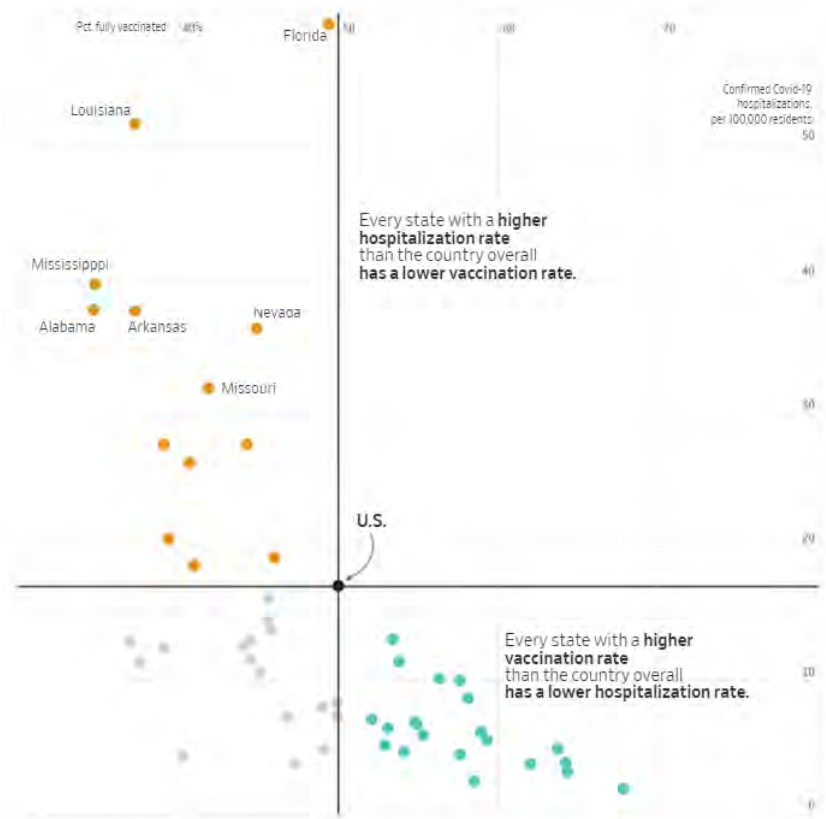 Pct. fully vaccinated 40% 50 60 70
Florida
Confirmed Covid-19
hospitalizations,
per 100,000 residents
50
Louisiana
Every state with a higher
hospitalization rate
than the country overall
has a lower vaccination rate.
Mississipppi
40
Alabama Arkansas
Nevada
Missouri
30
U.S.
20
Every state with a higher
vaccination rate
than the country overall
has a lower hospitalization rate.
10
0